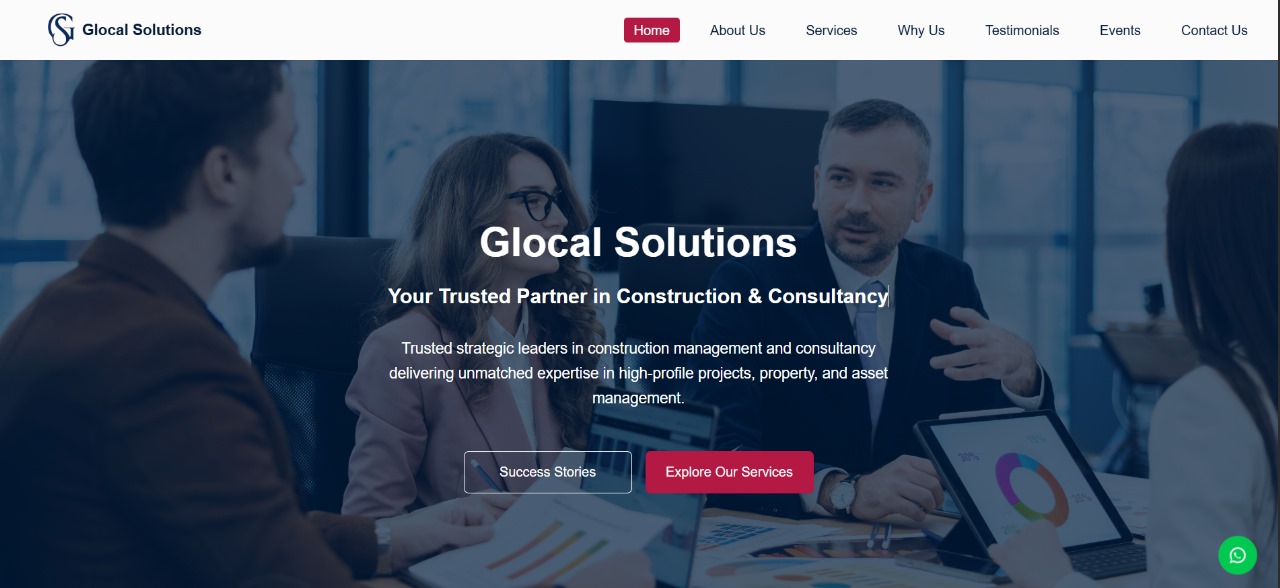 Glocal Solutions
Home
About Us
Services
Why Us
Testimonials
Events
Contact Us
Glocal Solutions
Your Trusted Partner in Construction & Consultancy
Trusted strategic leaders in construction management and consultancy
delivering unmatched expertise in high-profile projects, property, and asset
management.
Success Stories
Explore Our Services
30%
15%